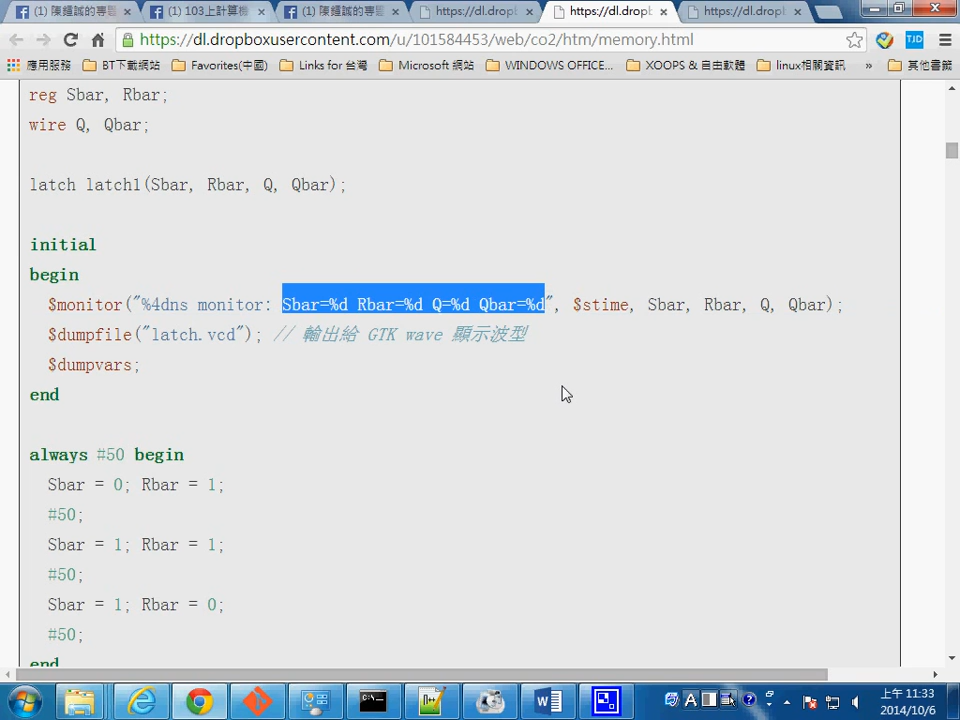 (1) 陳鍾誠的專
(1) 103上計算機
(1) 陳鍾誠的專
https://dl.dropb
https://dl.dropb
https://dl.dropb
https://dl.dropboxusercontent.com/u/101584453/web/co2/htm/memory.html
應用服務 BT下載網站 Favorites(中國) Links for 台灣 Microsoft 網站 WINDOWS OFFICE... XOOPS & 自由軟體 linux相關資訊 » 其他書籤
reg Sbar, Rbar;
wire Q, Qbar;
latch latch1(Sbar, Rbar, Q, Qbar);
initial
begin
$monitor("%4dns monitor: Sbar=%d Rbar=%d Q=%d Qbar=%d", $stime, Sbar, Rbar, Q, Qbar);
$dumpfile("latch.vcd"); // 輸出給 GTK wave 顯示波型
$dumpvars;
end
always #50 begin
Sbar = 0; Rbar = 1;
#50;
Sbar = 1; Rbar = 1;
#50;
Sbar = 1; Rbar = 0;
#50;
end
上午 11:33
2014/10/6